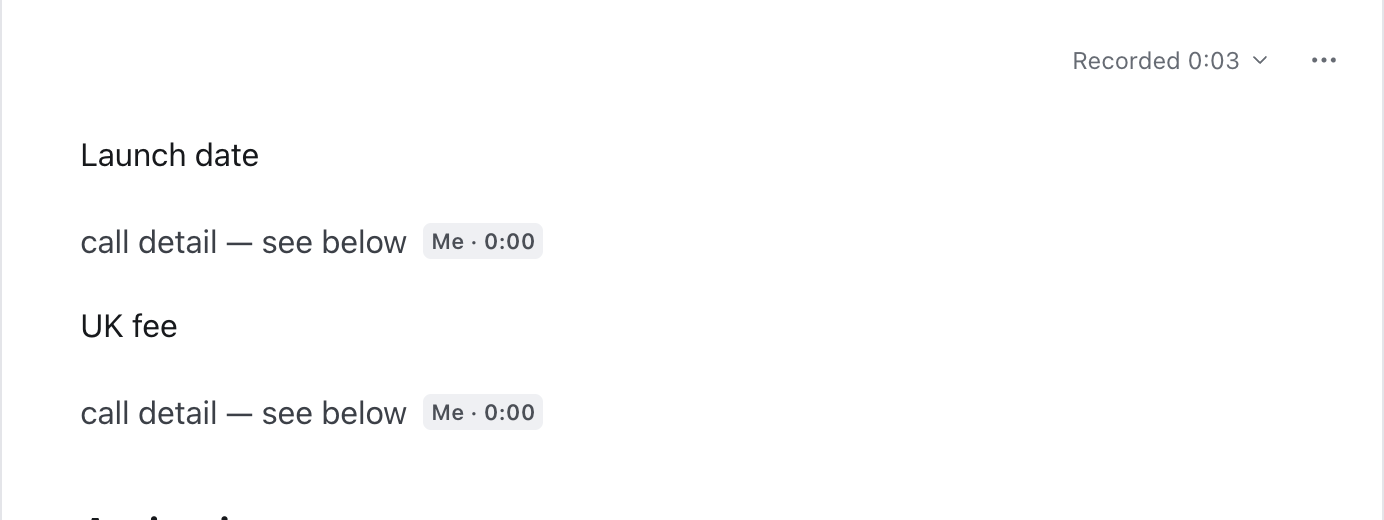 Recorded 0:03
Launch date
call detail — see below Me · 0:00
UK fee
call detail — see below Me · 0:00